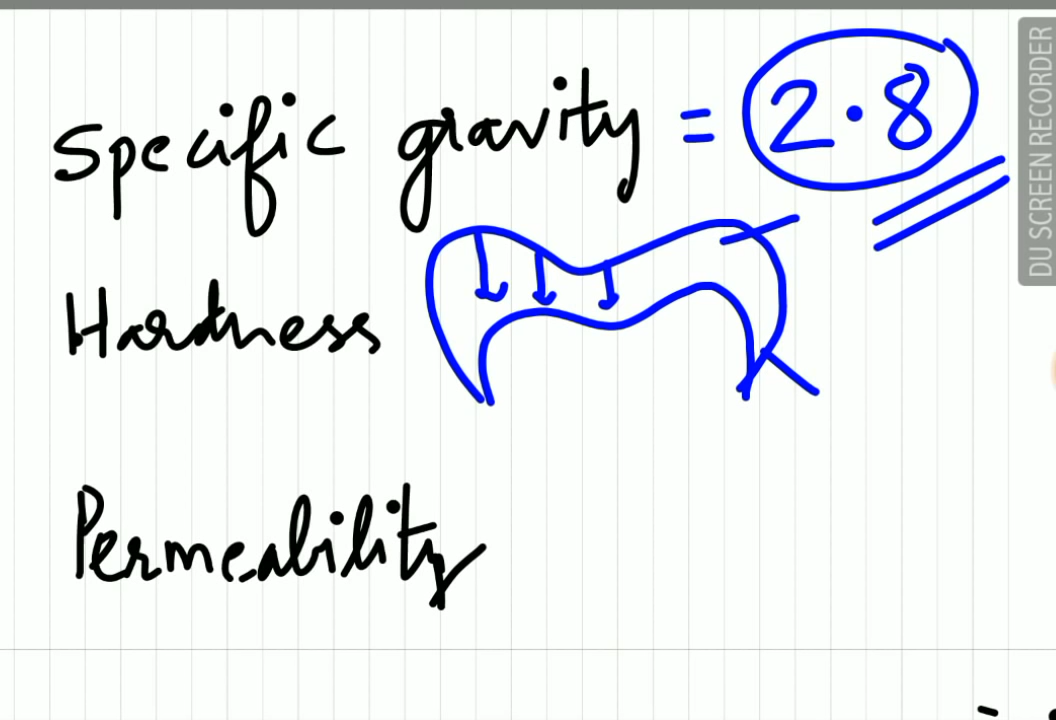 Specific gravity = 2.8
Hardness
Permeability
DU SCREEN RECORDER